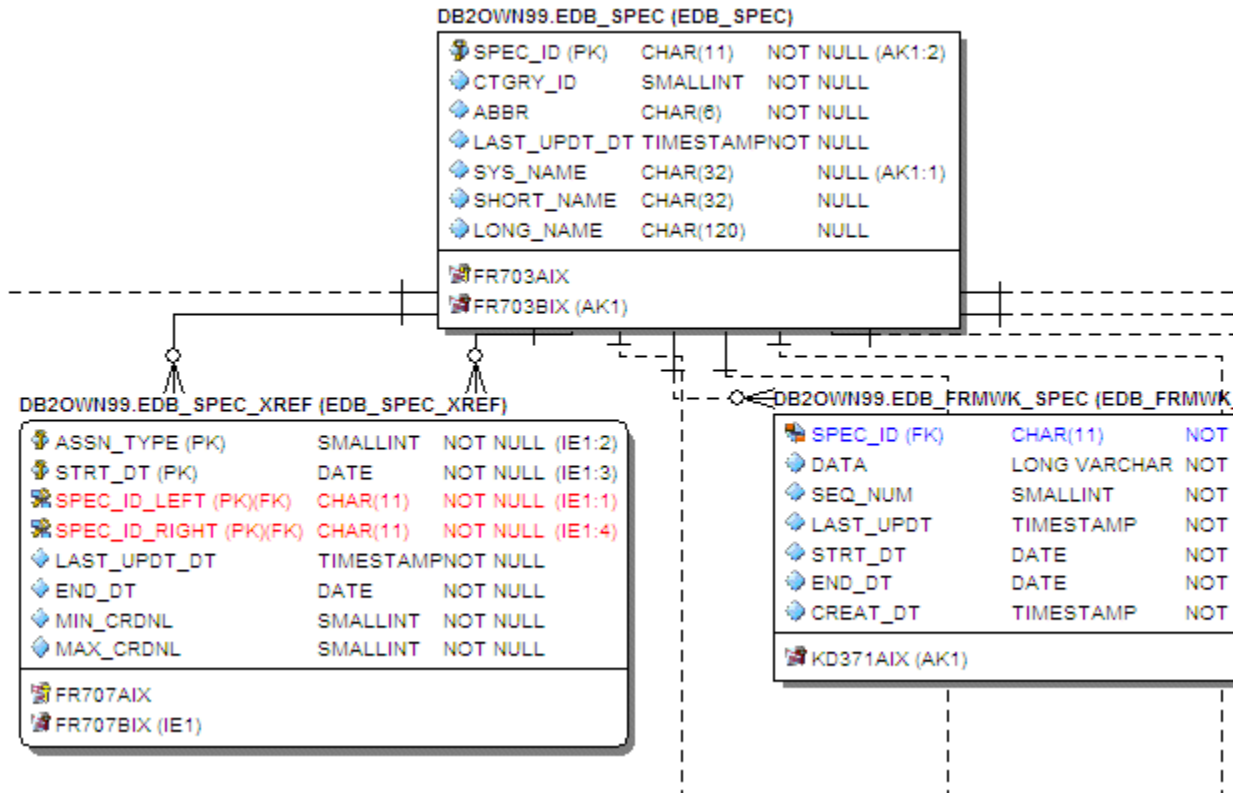 DB2OWN99.EDB_SPEC (EDB_SPEC)
SPEC_ID (PK) CHAR(11) NOT NULL (AK1:2)
CTGRY_ID SMALLINT NOT NULL
ABBR CHAR(6) NOT NULL
LAST_UPDT_DT TIMESTAMPNOT NULL
SYS_NAME CHAR(32) NULL (AK1:1)
SHORT_NAME CHAR(32) NULL
LONG_NAME CHAR(120) NULL
FR703AIX
FR703BIX (AK1)
DB2OWN99.EDB_SPEC_XREF (EDB_SPEC_XREF)
ASSN_TYPE (PK) SMALLINT NOT NULL (IE1:2)
STRT_DT (PK) DATE NOT NULL (IE1:3)
SPEC_ID_LEFT (PK)(FK) CHAR(11) NOT NULL (IE1:1)
SPEC_ID_RIGHT (PK)(FK) CHAR(11) NOT NULL (IE1:4)
LAST_UPDT_DT TIMESTAMPNOT NULL
END_DT DATE NOT NULL
MIN_CRDNL SMALLINT NOT NULL
MAX_CRDNL SMALLINT NOT NULL
FR707AIX
FR707BIX (IE1)
DB2OWN99.EDB_FRMWK_SPEC (EDB_FRMWK_
SPEC_ID (FK) CHAR(11) NOT
DATA LONG VARCHAR NOT
SEQ_NUM SMALLINT NOT
LAST_UPDT TIMESTAMP NOT
STRT_DT DATE NOT
END_DT DATE NOT
CREAT_DT TIMESTAMP NOT
KD371AIX (AK1)